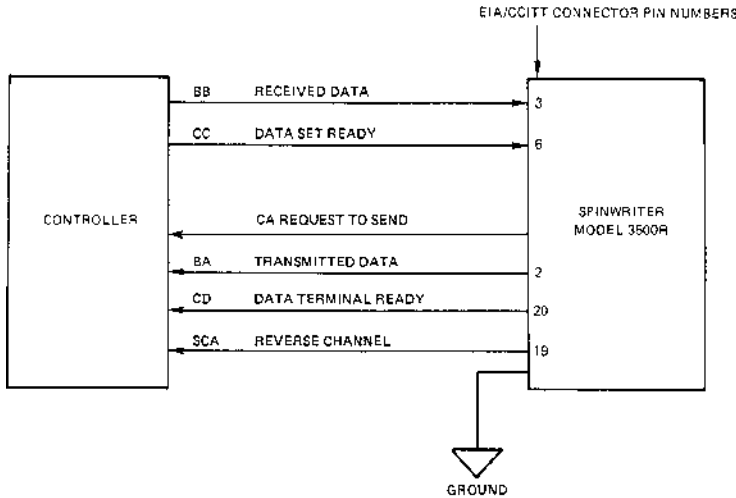 EIA/CCITT CONNECTOR PIN NUMBERS
BB RECEIVED DATA 3
CC DATA SET READY 6
CONTROLLER
CA REQUEST TO SEND
SPINWRITER
MODEL 3500R
BA TRANSMITTED DATA 2
CD DATA TERMINAL READY 20
SCA REVERSE CHANNEL 19
GROUND